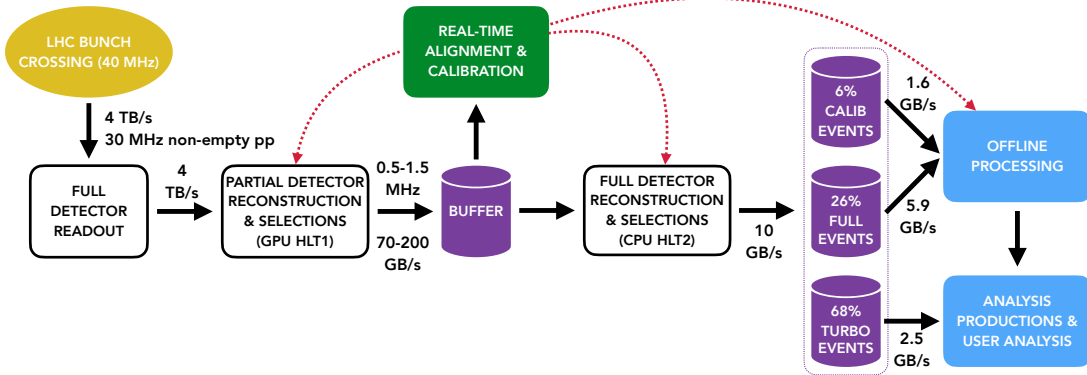 LHC BUNCH
CROSSING (40 MHz)
4 TB/s
30 MHz non-empty pp
FULL
DETECTOR
READOUT
4
TB/s
PARTIAL DETECTOR
RECONSTRUCTION
& SELECTIONS
(GPU HLT1)
0.5-1.5
MHz
70-200
GB/s
REAL-TIME
ALIGNMENT &
CALIBRATION
BUFFER
FULL DETECTOR
RECONSTRUCTION
& SELECTIONS
(CPU HLT2)
10
GB/s
6%
CALIB
EVENTS
26%
FULL
EVENTS
68%
TURBO
EVENTS
1.6
GB/s
5.9
GB/s
2.5
GB/s
OFFLINE
PROCESSING
ANALYSIS
PRODUCTIONS &
USER ANALYSIS